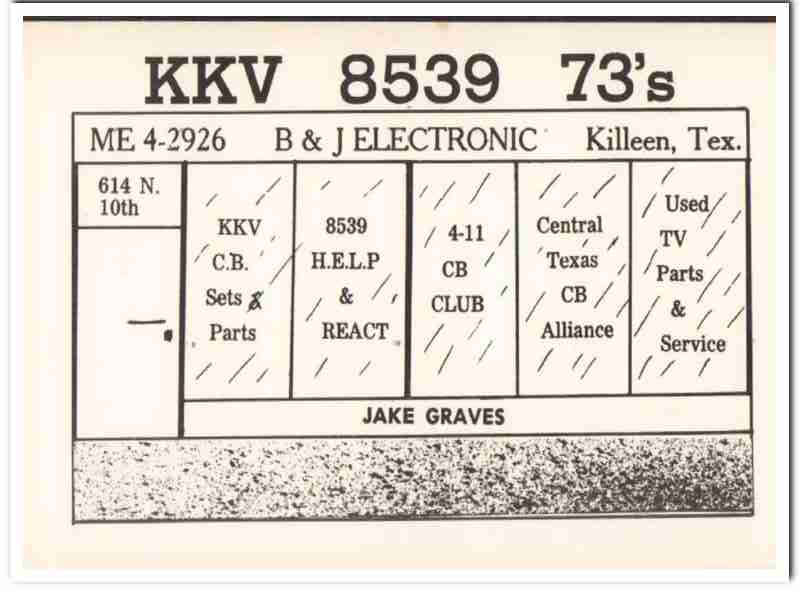 KKV 8539 73's
ME 4-2926 B & J ELECTRONIC Killeen, Tex.
614 N.
10th
KKV
C.B.
Sets &
Parts
8539
H.E.L.P
&
REACT
4-11
CB
CLUB
Central
Texas
CB
Alliance
Used
TV
Parts
&
Service
JAKE GRAVES